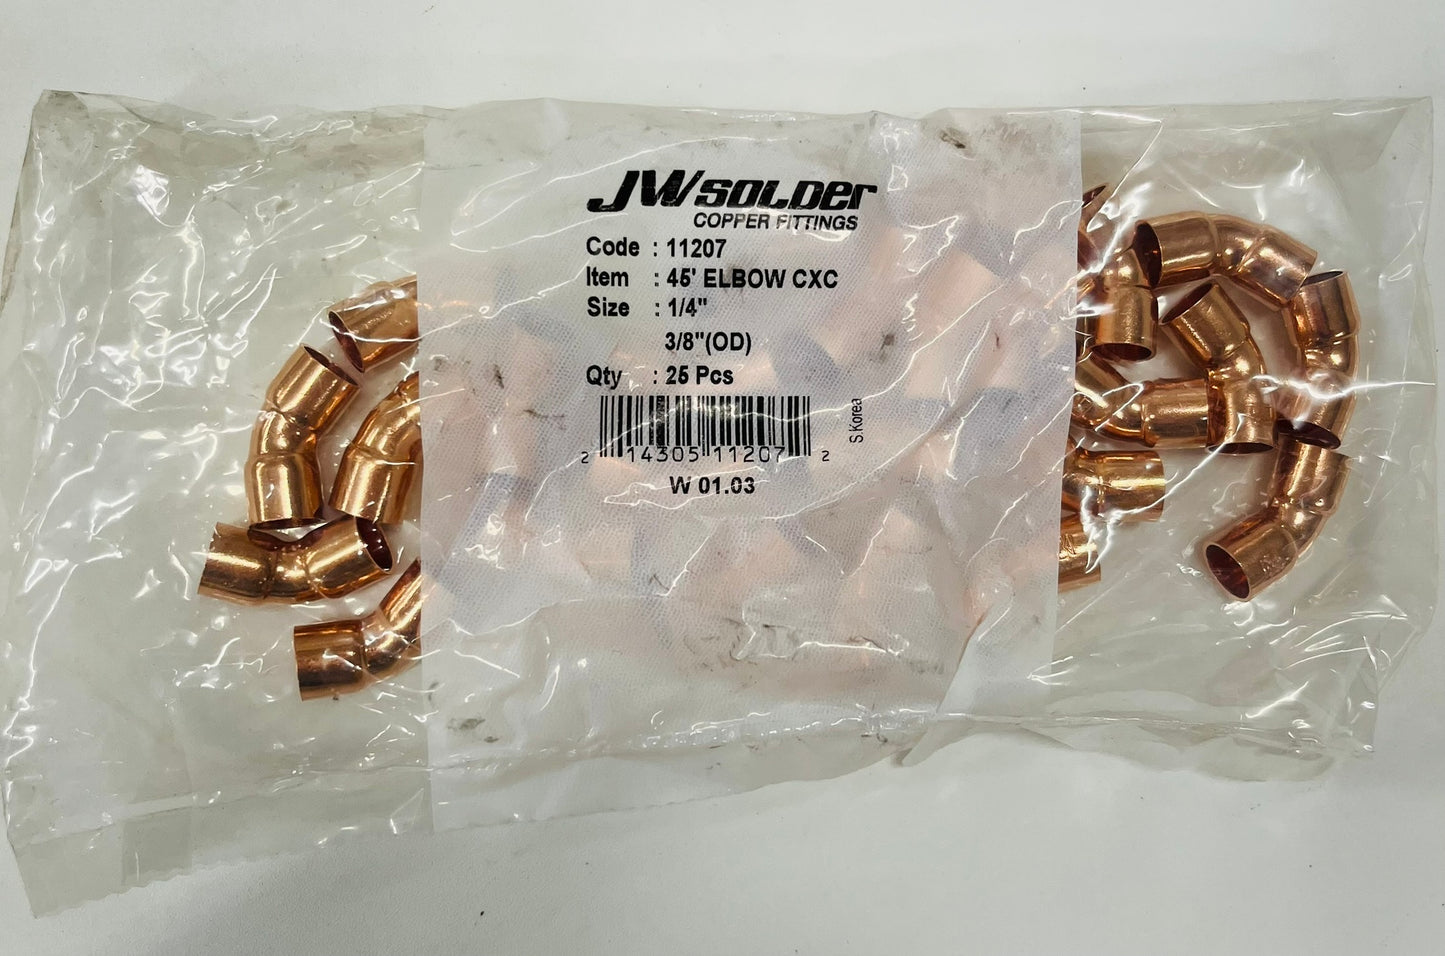 JWSOLDER
COPPER FITTINGS
Code : 11207
Item : 45' ELBOW CXC
Size : 1/4"
3/8"(OD)
Qty : 25 Pcs
S.Korea
2 14305 11207 2
W 01.03